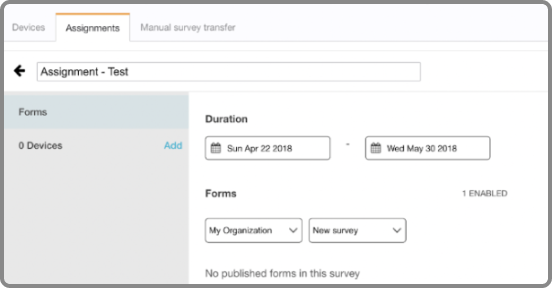 Devices Assignments Manual survey transfer
Assignment - Test
Forms
0 Devices Add
Duration
Sun Apr 22 2018 - Wed May 30 2018
Forms 1 ENABLED
My Organization New survey
No published forms in this survey